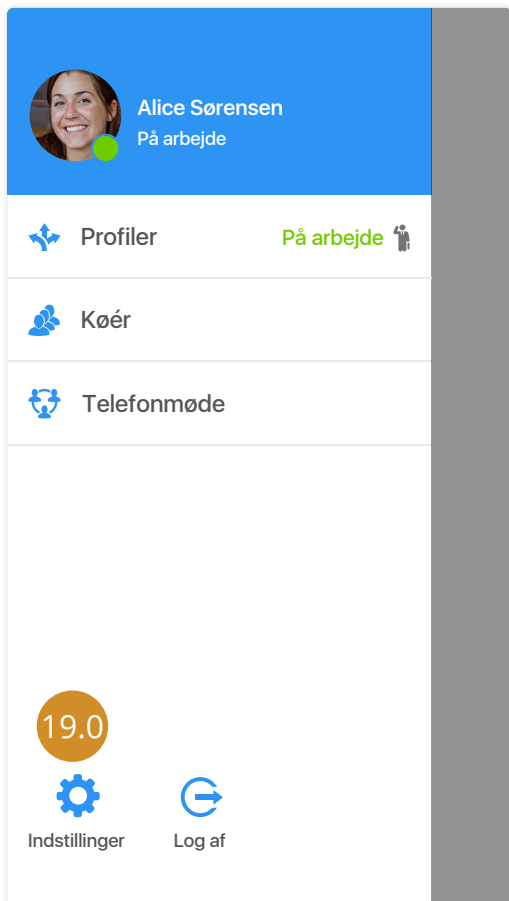 Alice Sørensen
På arbejde
Profiler
På arbejde
Køér
Telefonmøde
19.0
Indstillinger
Log af